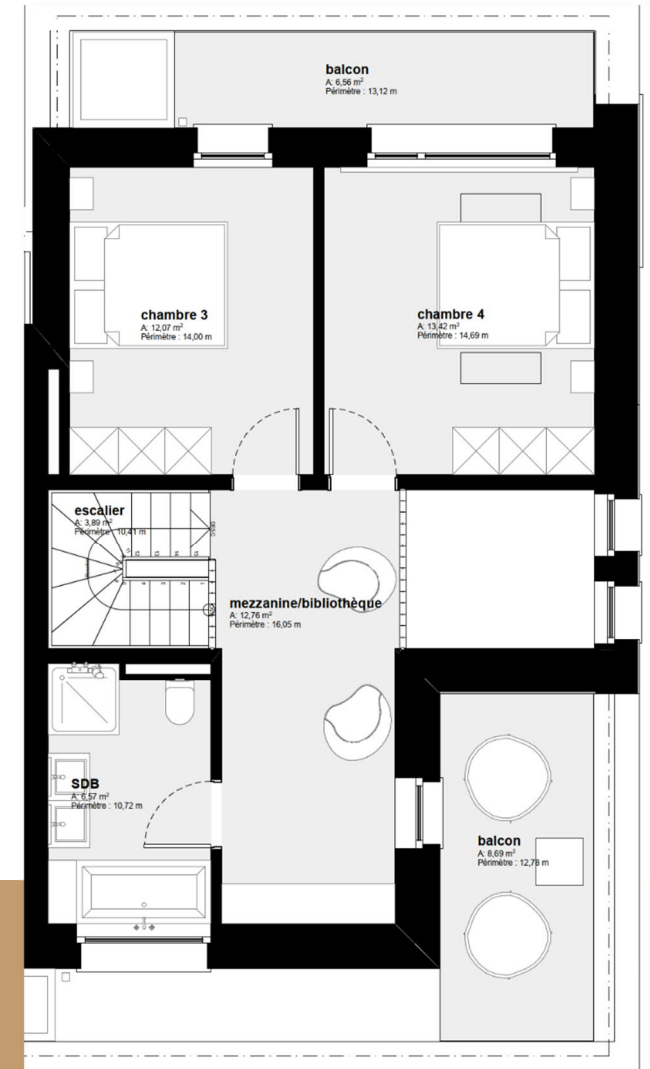 balcon
A: 6,56 m²
Périmètre : 13,12 m
chambre 3
A: 12,07 m²
Périmètre : 14,00 m
chambre 4
A: 13,42 m²
Périmètre : 14,69 m
escalier
A: 3,89 m²
Périmètre : 10,41 m
mezzanine/bibliothèque
A: 12,76 m²
Périmètre : 16,05 m
SDB
A: 6,57 m²
Périmètre : 10,72 m
balcon
A: 8,69 m²
Périmètre : 12,78 m